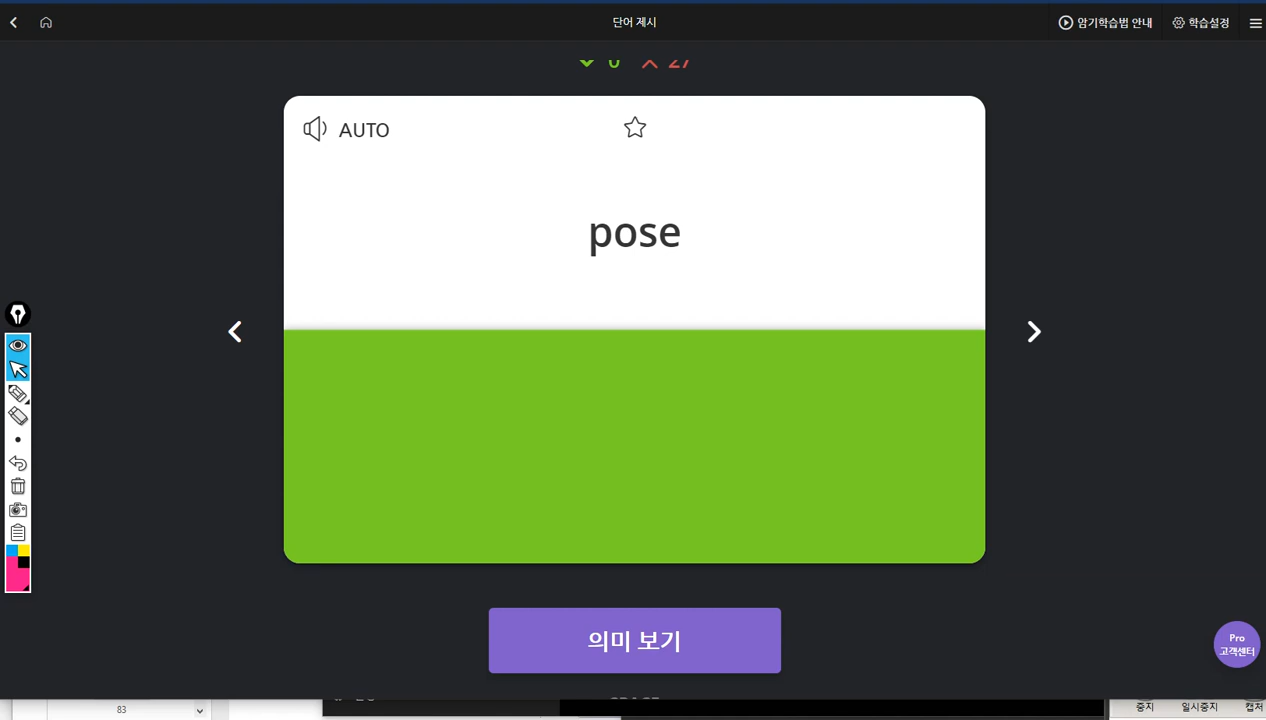 단어 제시
암기학습법 안내
학습설정
AUTO
pose
의미 보기
Pro
고객센터
83
중지
일시중지
캡처